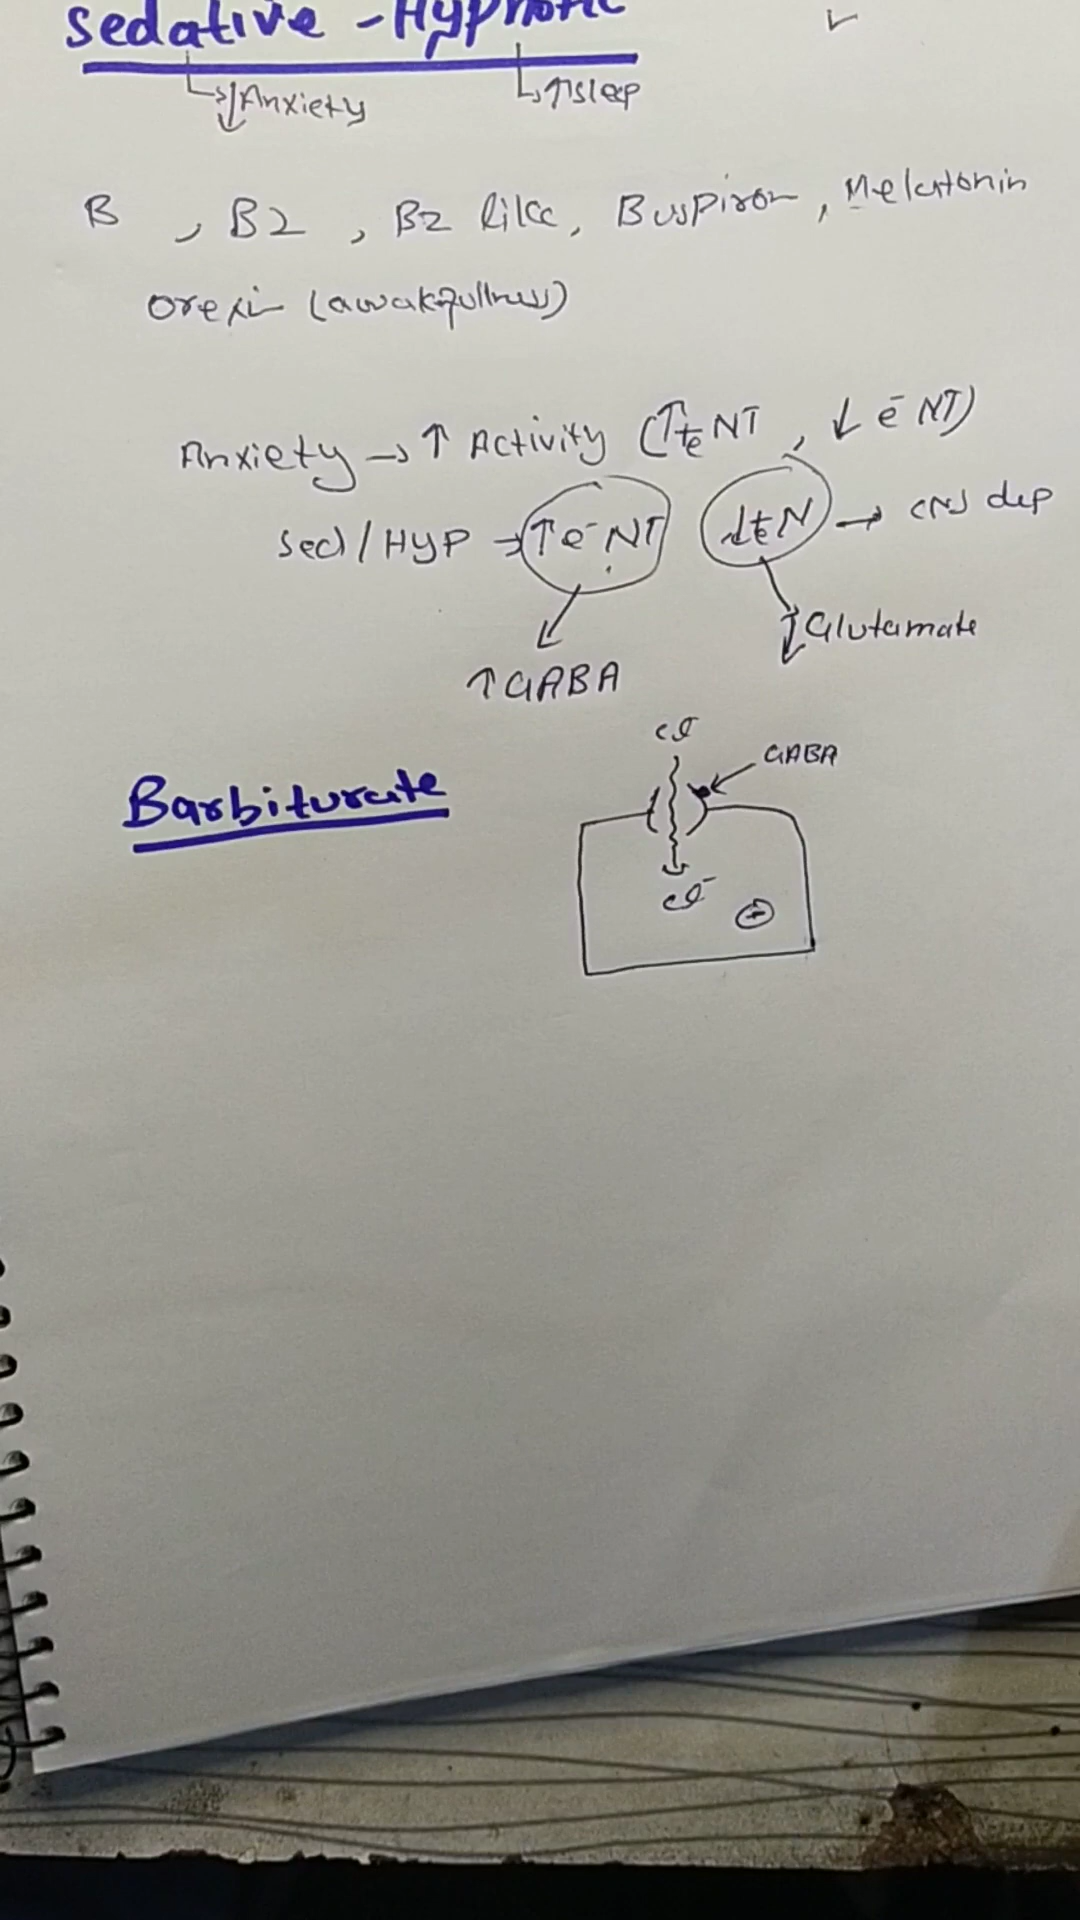 Sedative - Hypnotic
↳ ↓ Anxiety ↳ ↑ Sleep
B , BZ , BZ like, Buspiron, Melatonin
Orexin (awakefullness)
Anxiety → ↑ Activity (↑ +e NT , ↓ ē NT)
Sed / HYP → ↑ e⁻ NT ↓ +e N → CNS dep
↑ GABA ↓ Glutamate
Barbiturate
Cl⁻
GABA
Cl⁻
+